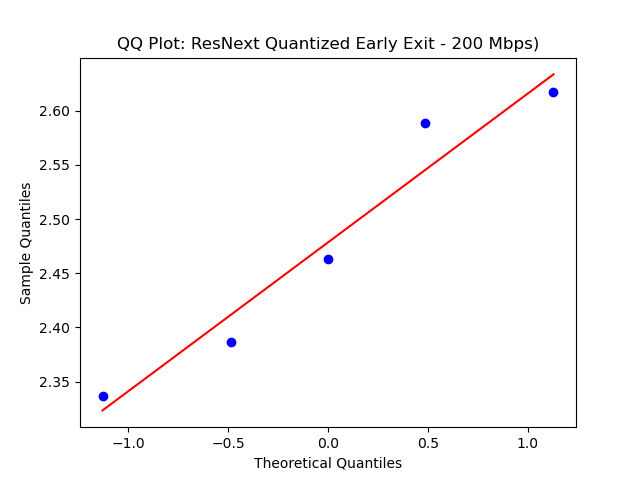 QQ Plot: ResNext Quantized Early Exit - 200 Mbps)
2.60
2.55
2.50
2.45
2.40
2.35
Sample Quantiles
−1.0 −0.5 0.0 0.5 1.0
Theoretical Quantiles